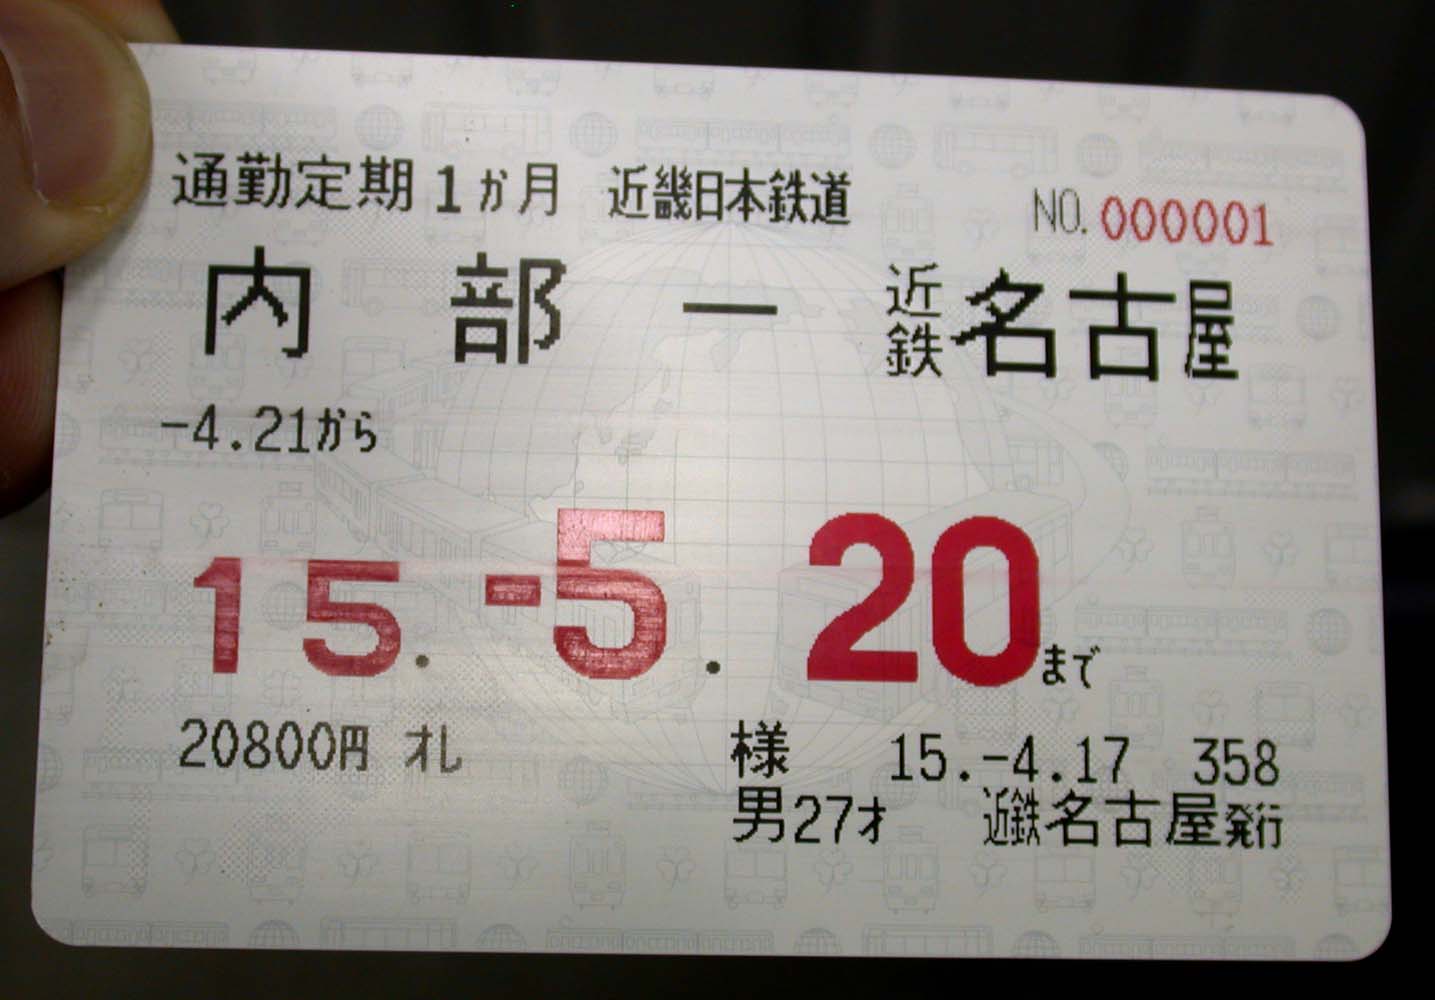 通勤定期1か月 近畿日本鉄道 NO.000001
内部ー近鉄名古屋
-4.21から
15.-5.20まで
20800円 オレ 様 15.-4.17 358
男27才 近鉄名古屋発行